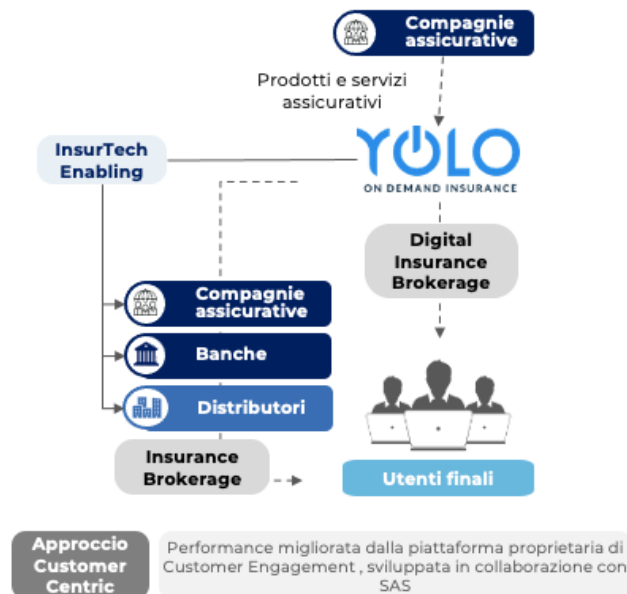 Compagnie
assicurative
Prodotti e servizi
assicurativi
YOLO
ON DEMAND INSURANCE
InsurTech
Enabling
Digital
Insurance
Brokerage
Compagnie
assicurative
Banche
Distributori
Insurance
Brokerage
Utenti finali
Approccio
Customer
Centric
Performance migliorata dalla piattaforma proprietaria di
Customer Engagement , sviluppata in collaborazione con
SAS